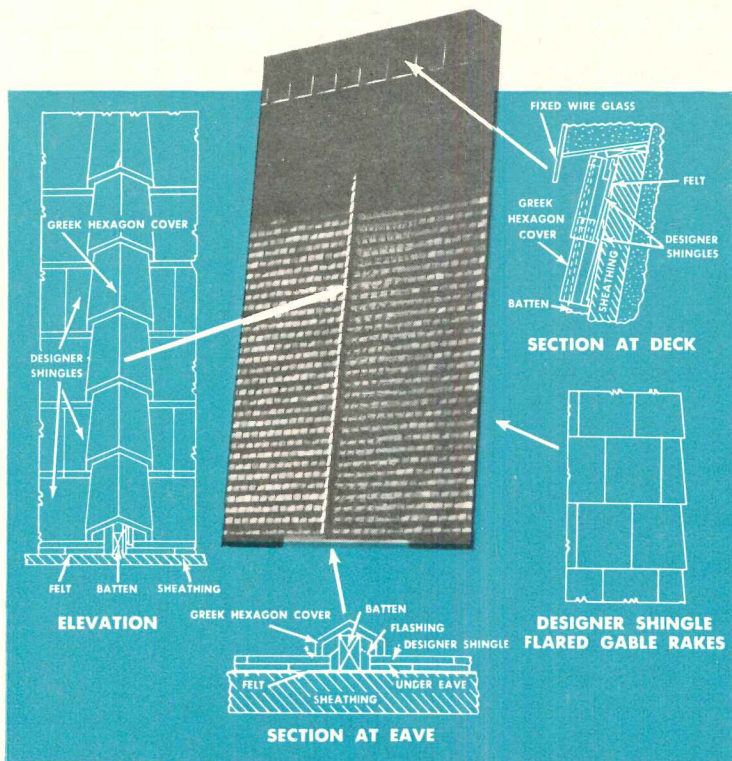 GREEK HEXAGON COVER
DESIGNER
SHINGLES
FELT
BATTEN
SHEATHING
ELEVATION
FIXED WIRE GLASS
FELT
GREEK
HEXAGON
COVER
DESIGNER
SHINGLES
SHEATHING
BATTEN
SECTION AT DECK
DESIGNER SHINGLE
FLARED GABLE RAKES
BATTEN
GREEK HEXAGON COVER
FLASHING
DESIGNER SHINGLE
FELT
UNDER EAVE
SHEATHING
SECTION AT EAVE